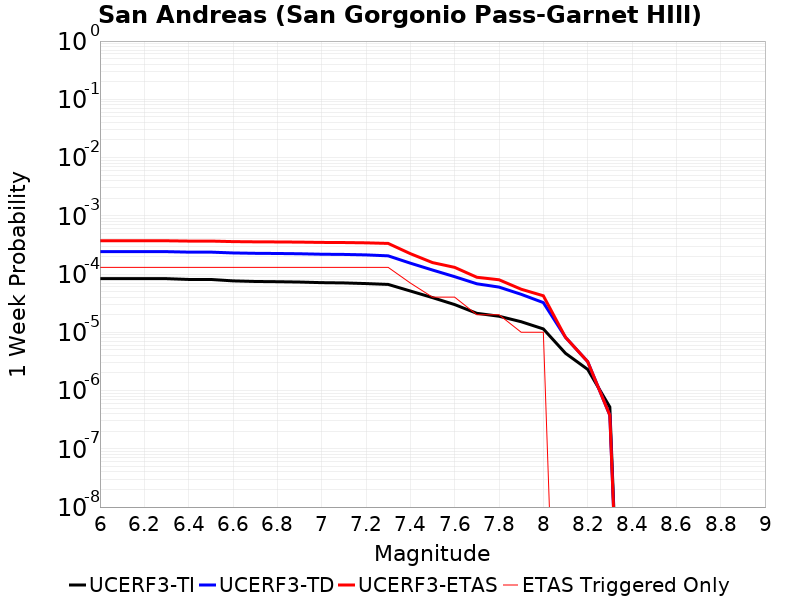 San Andreas (San Gorgonio Pass-Garnet HIll)
1 Week Probability
10^0
10^-1
10^-2
10^-3
10^-4
10^-5
10^-6
10^-7
10^-8
6 6.2 6.4 6.6 6.8 7 7.2 7.4 7.6 7.8 8 8.2 8.4 8.6 8.8 9
Magnitude
UCERF3-TI UCERF3-TD UCERF3-ETAS ETAS Triggered Only